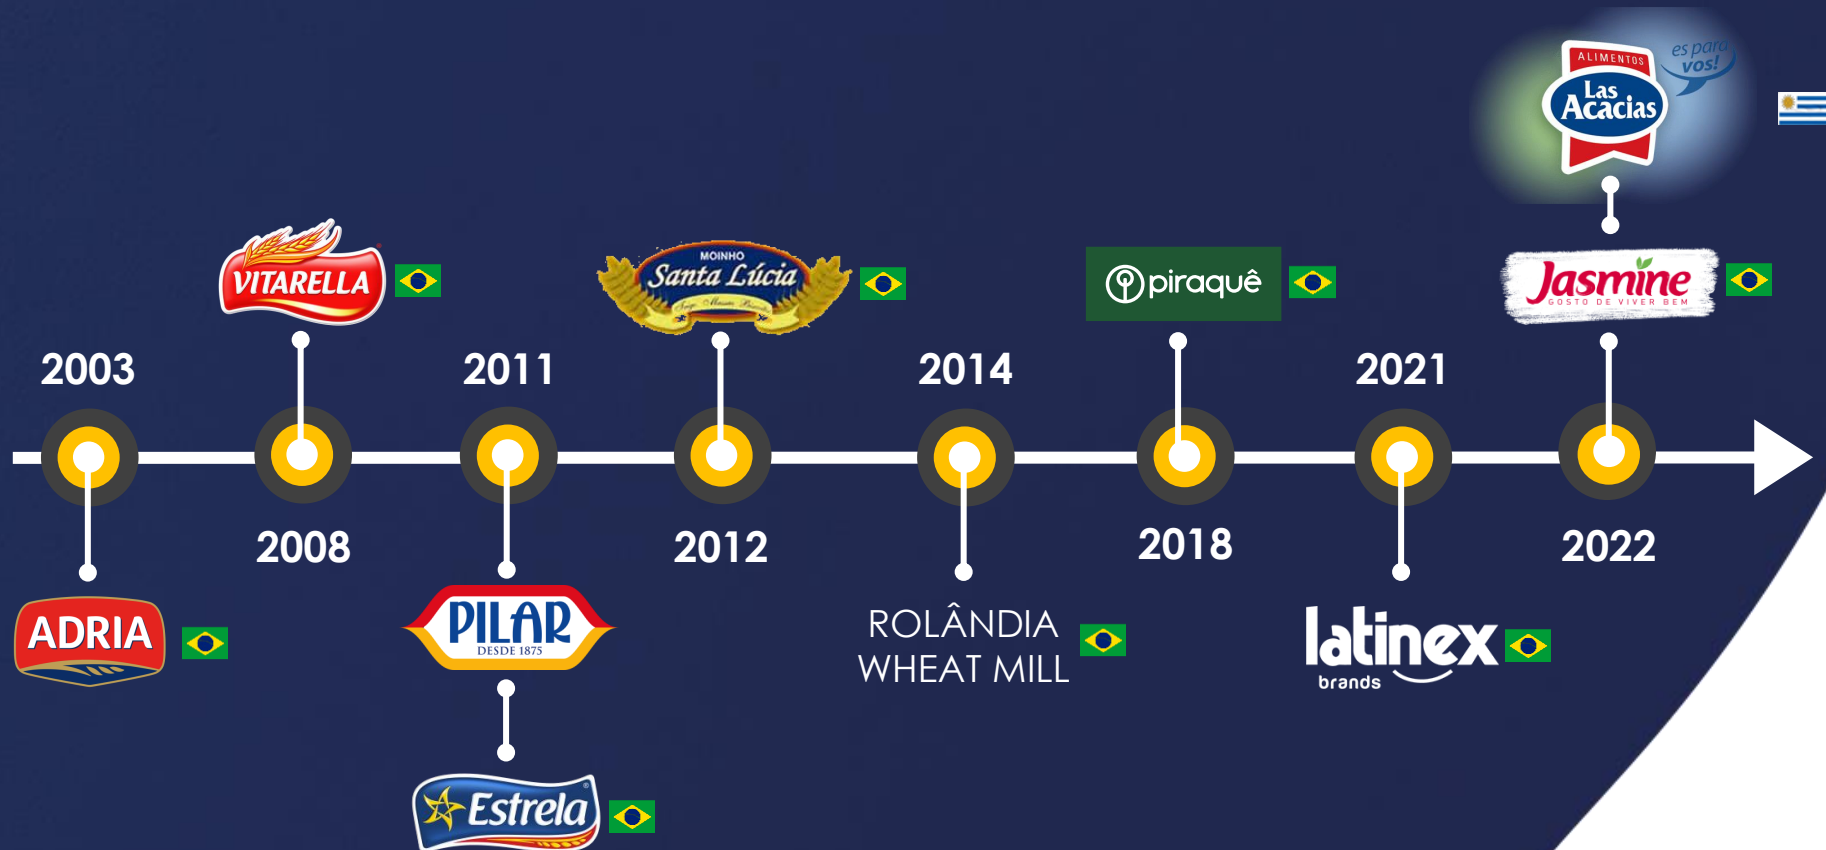 ALIMENTOS
Las
Acacias
es para
vos!
VITARELLA
MOINHO
Santa Lúcia
piraquê
Jasmine
GOSTO DE VIVER BEM
2003
2011
2014
2021
2008
2012
2018
2022
ADRIA
PILAR
DESDE 1875
ROLÂNDIA
WHEAT MILL
latinex
brands
Estrela